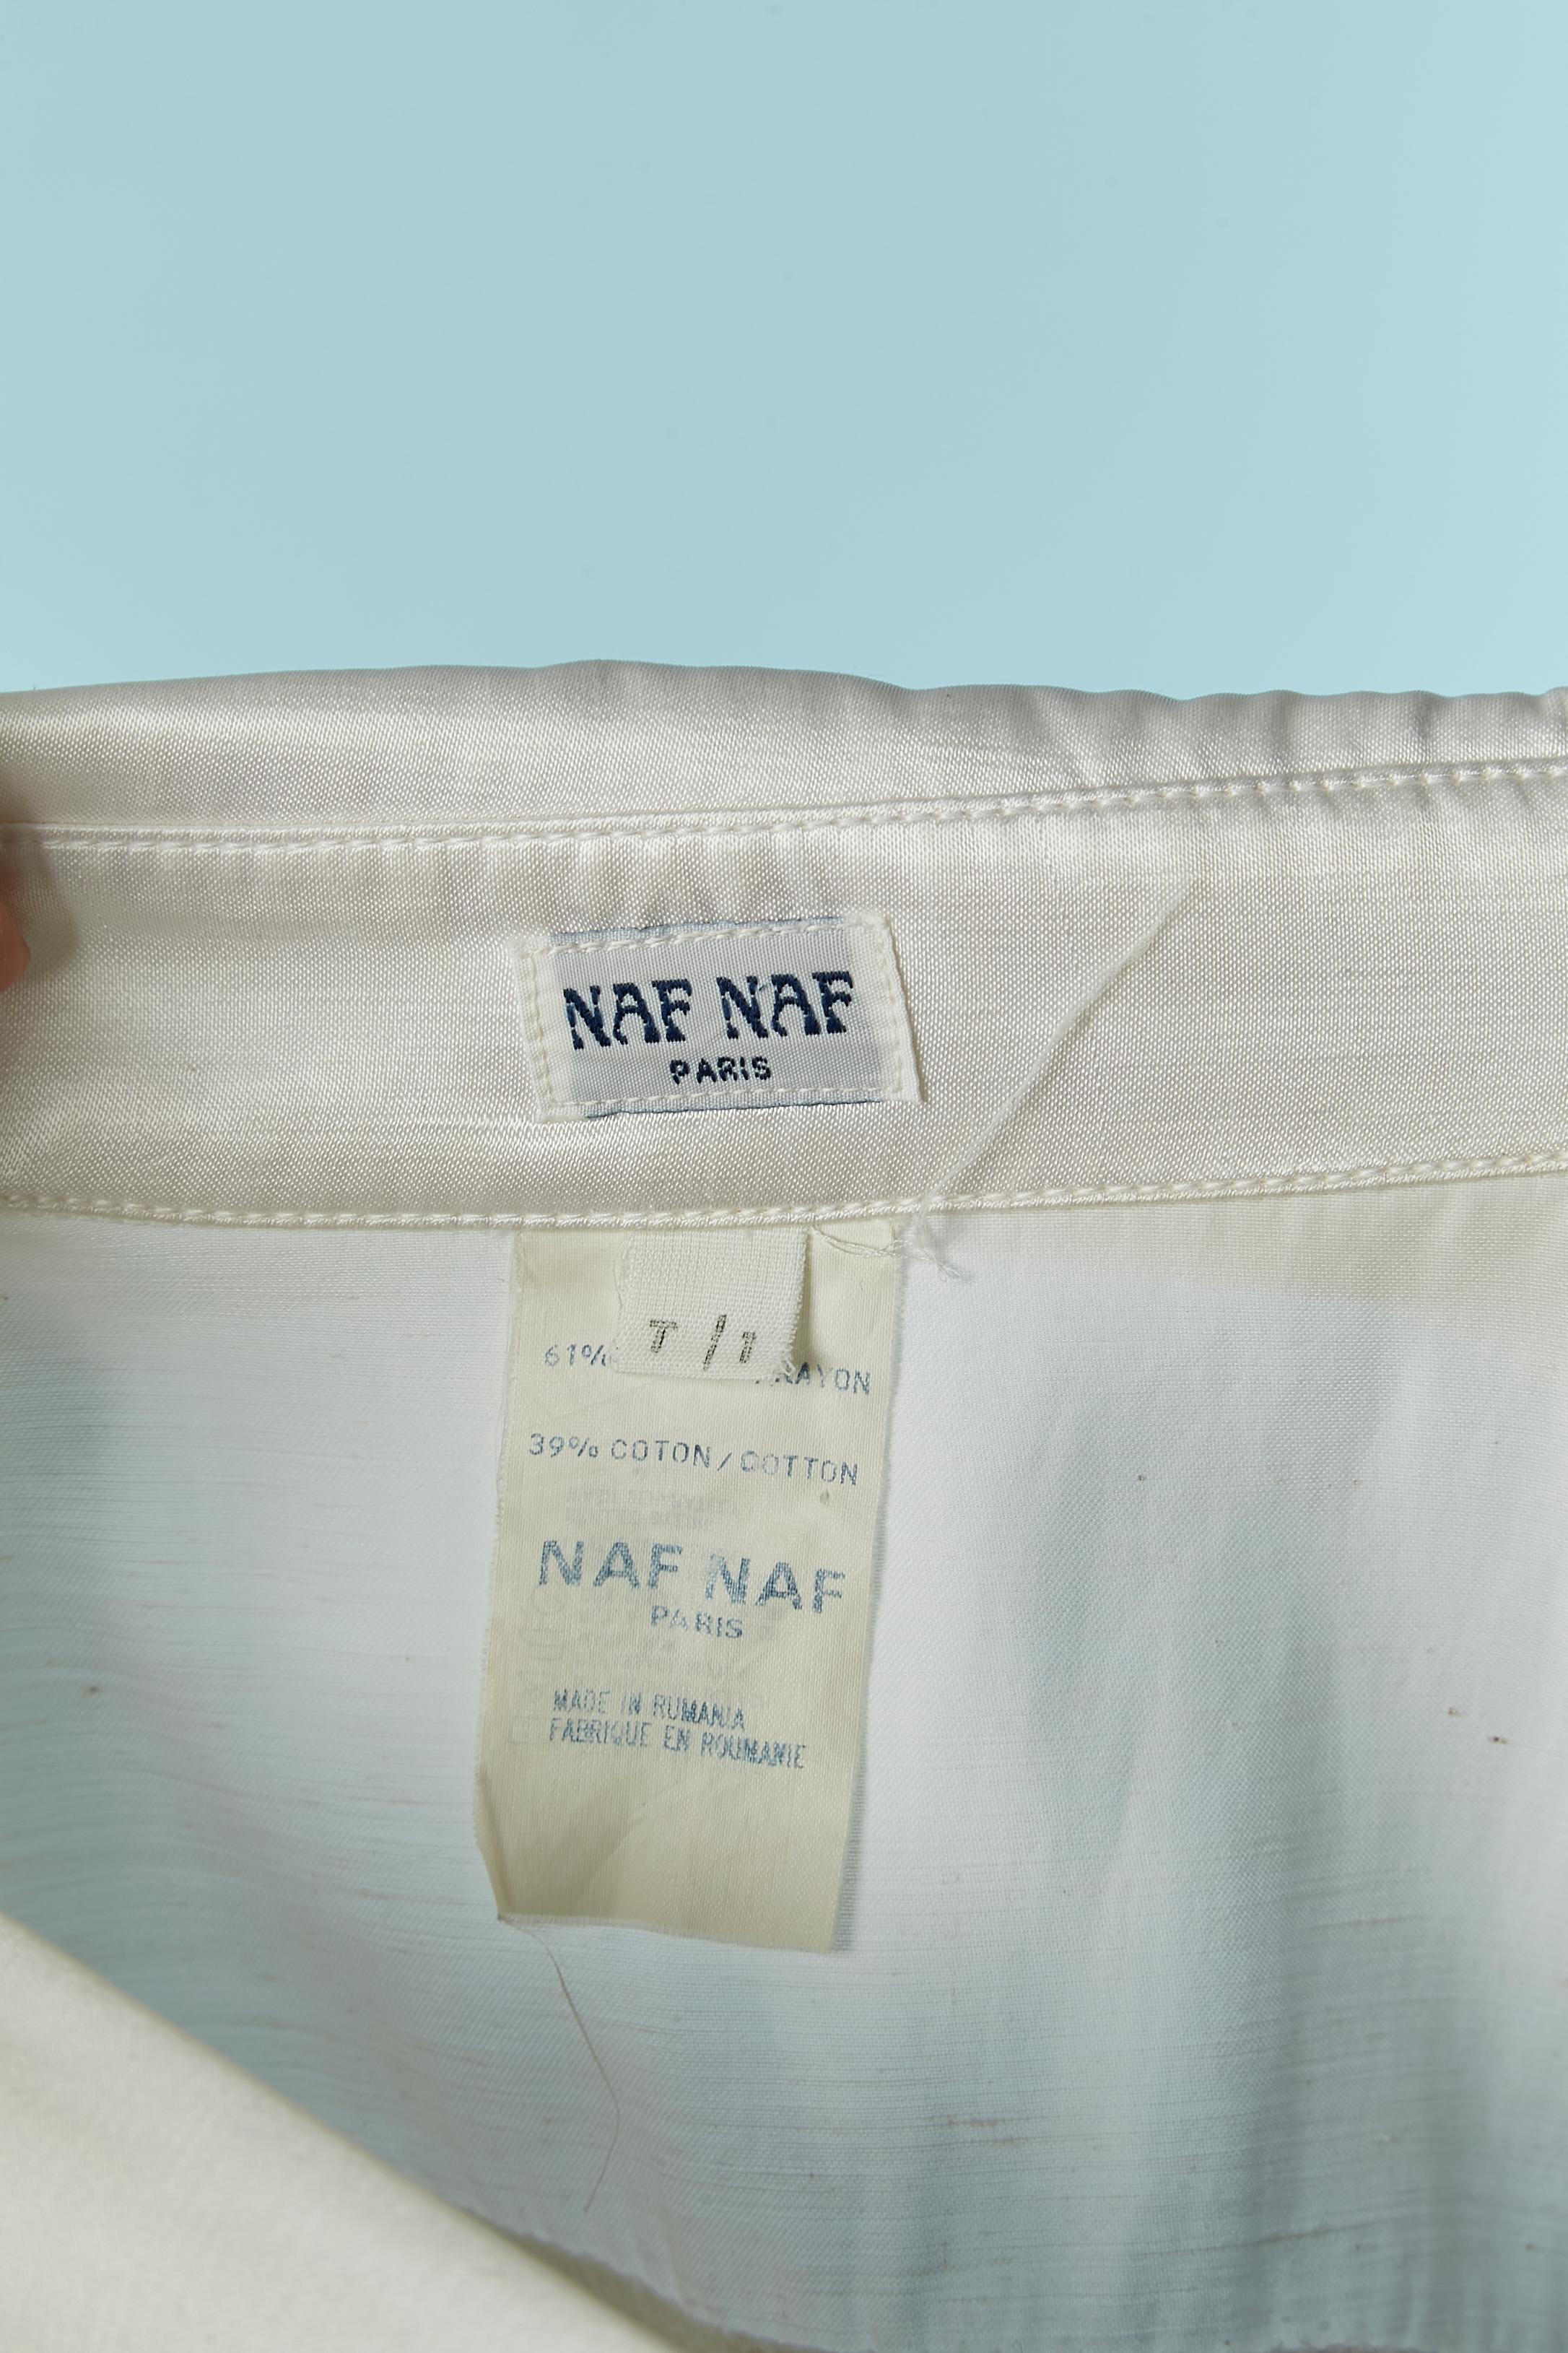 NAF NAF
PARIS
T/1
61%
RAYON
39% COTON/COTTON
NAF NAF
PARIS
MADE IN RUMANIA
FABRIQUE EN ROUMANIE